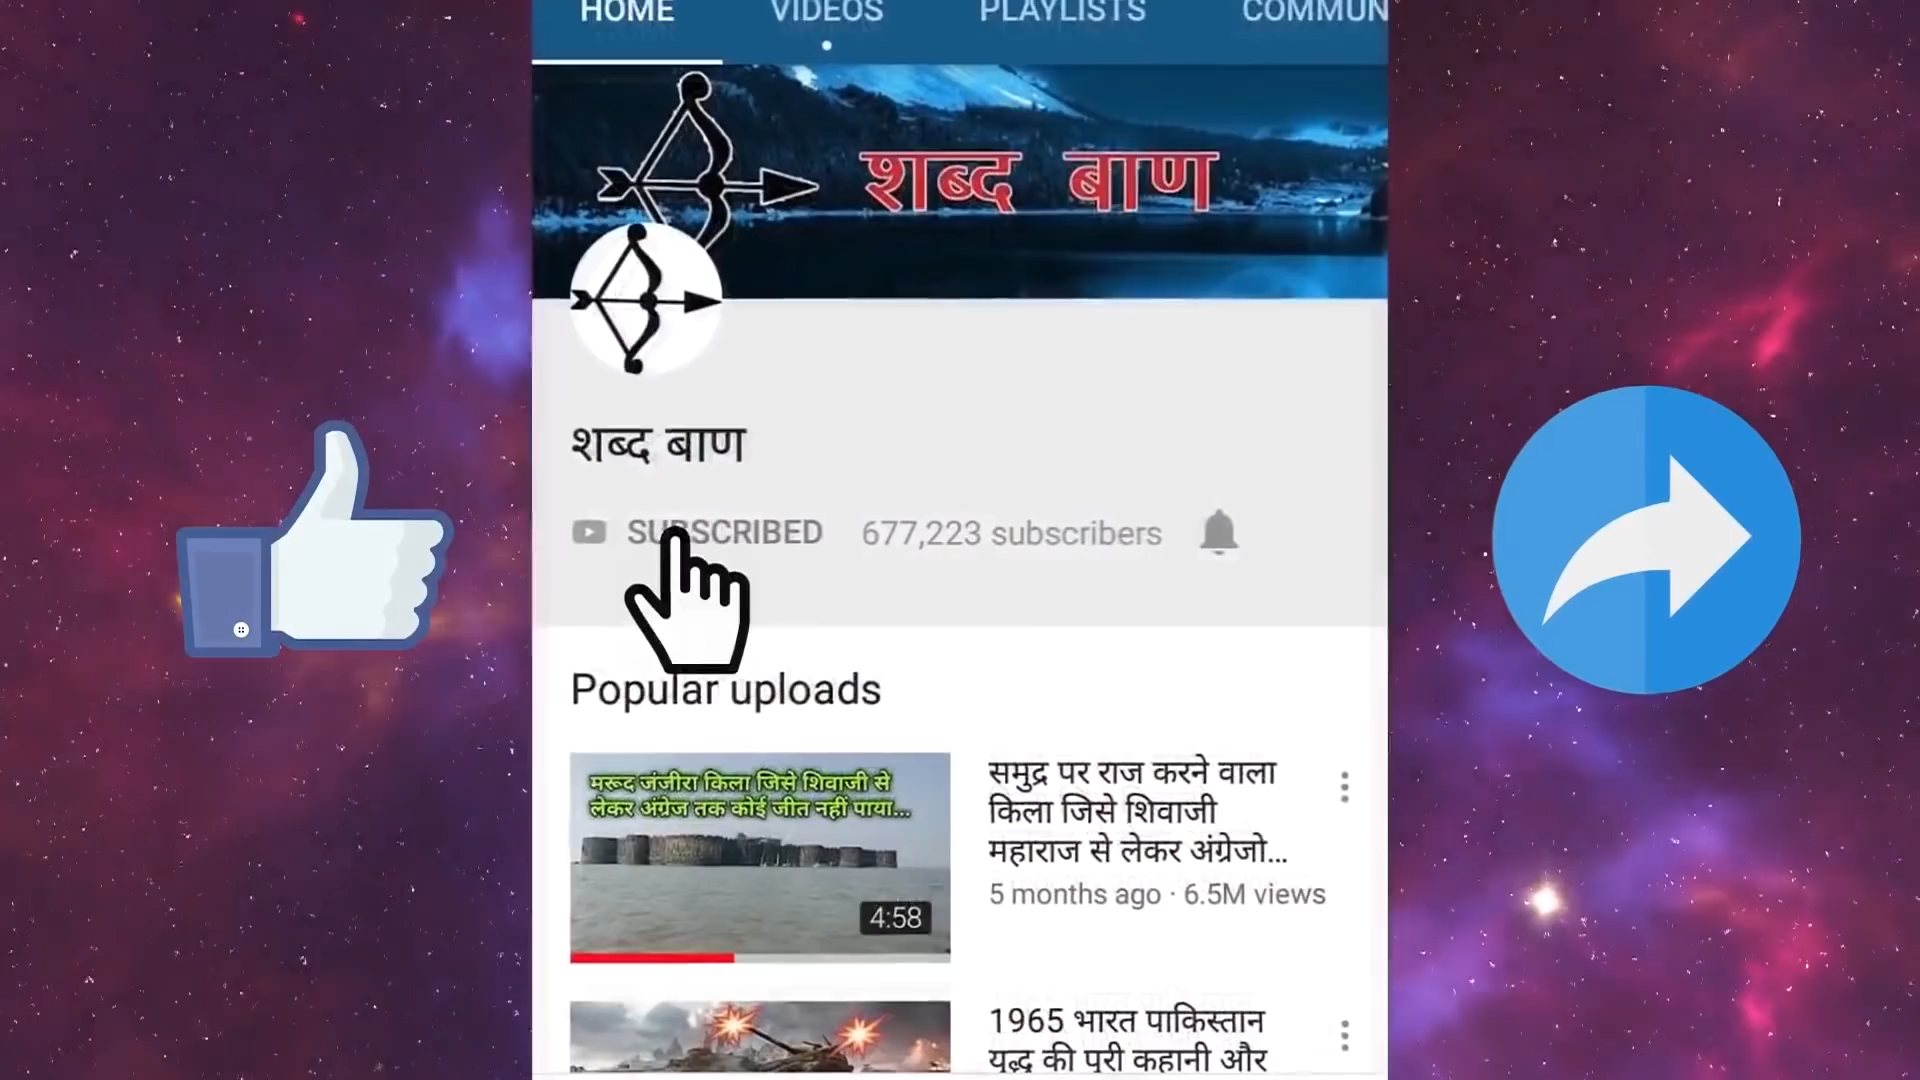 HOME VIDEOS PLAYLISTS COMMUN
शब्द बाण
शब्द बाण
SUBSCRIBED 677,223 subscribers
Popular uploads
मरूद जंजीरा किला जिसे शिवाजी से
लेकर अंग्रेज तक कोई जीत नहीं पाया...
4:58
समुद्र पर राज करने वाला
किला जिसे शिवाजी
महाराज से लेकर अंग्रेजो...
5 months ago · 6.5M views
1965 भारत पाकिस्तान
युद्ध की पूरी कहानी और